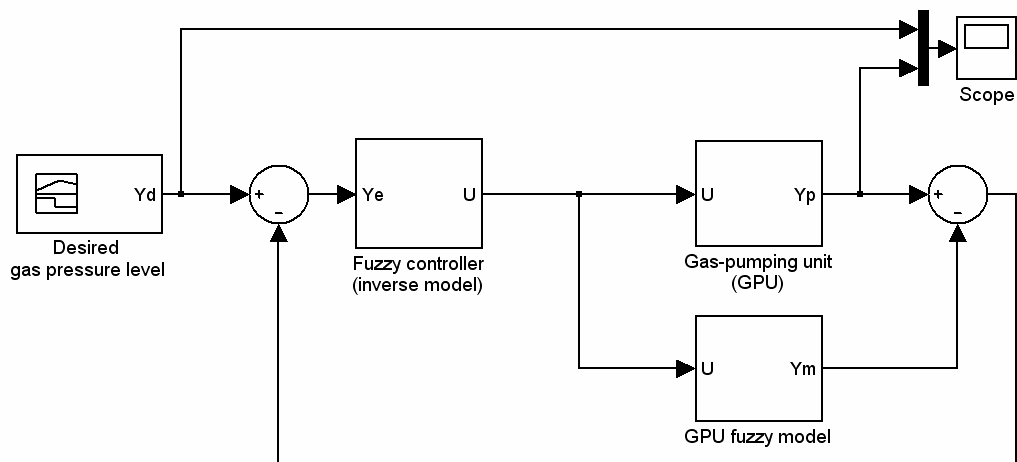 Scope
Yd
+
-
Ye
U
U
Yp
+
-
Desired
gas pressure level
Fuzzy controller
(inverse model)
Gas-pumping unit
(GPU)
U
Ym
GPU fuzzy model